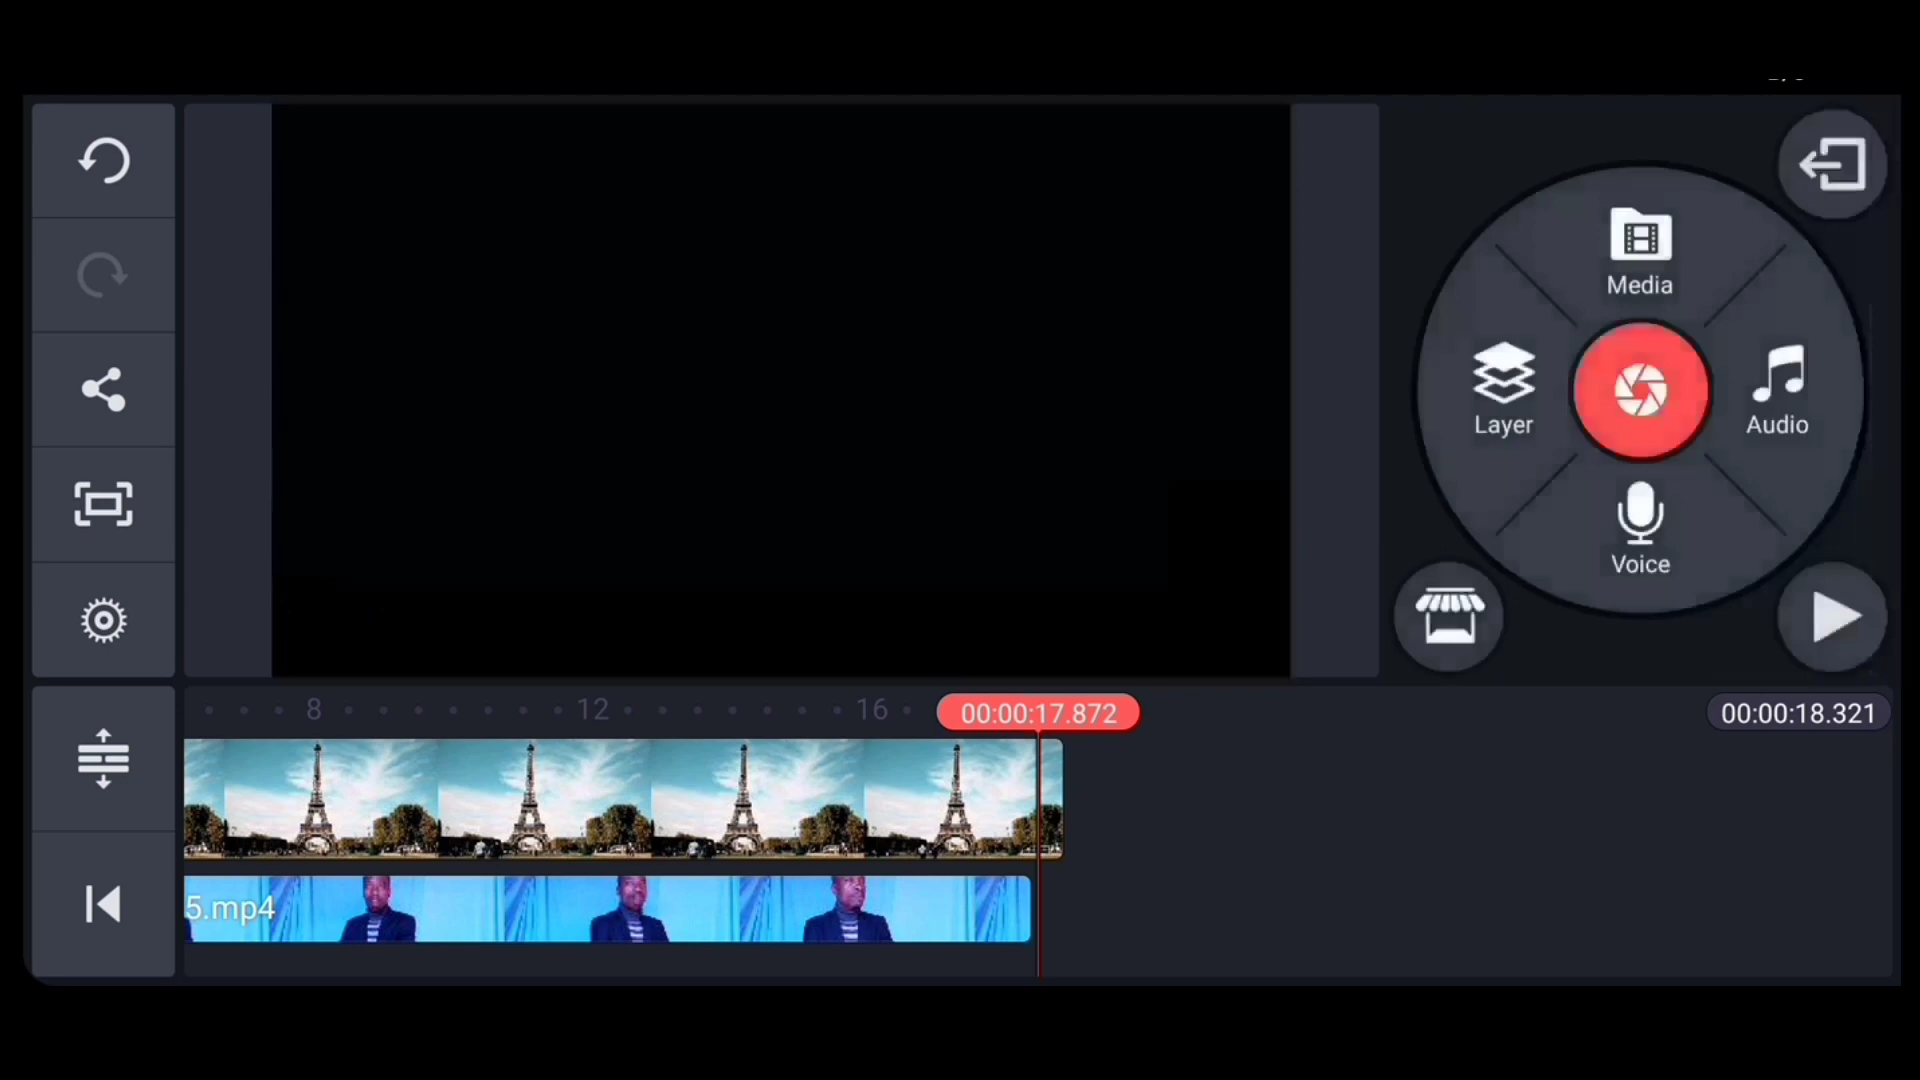 Media
Layer
Audio
Voice
8
12
16
00:00:17.872
00:00:18.321
5.mp4